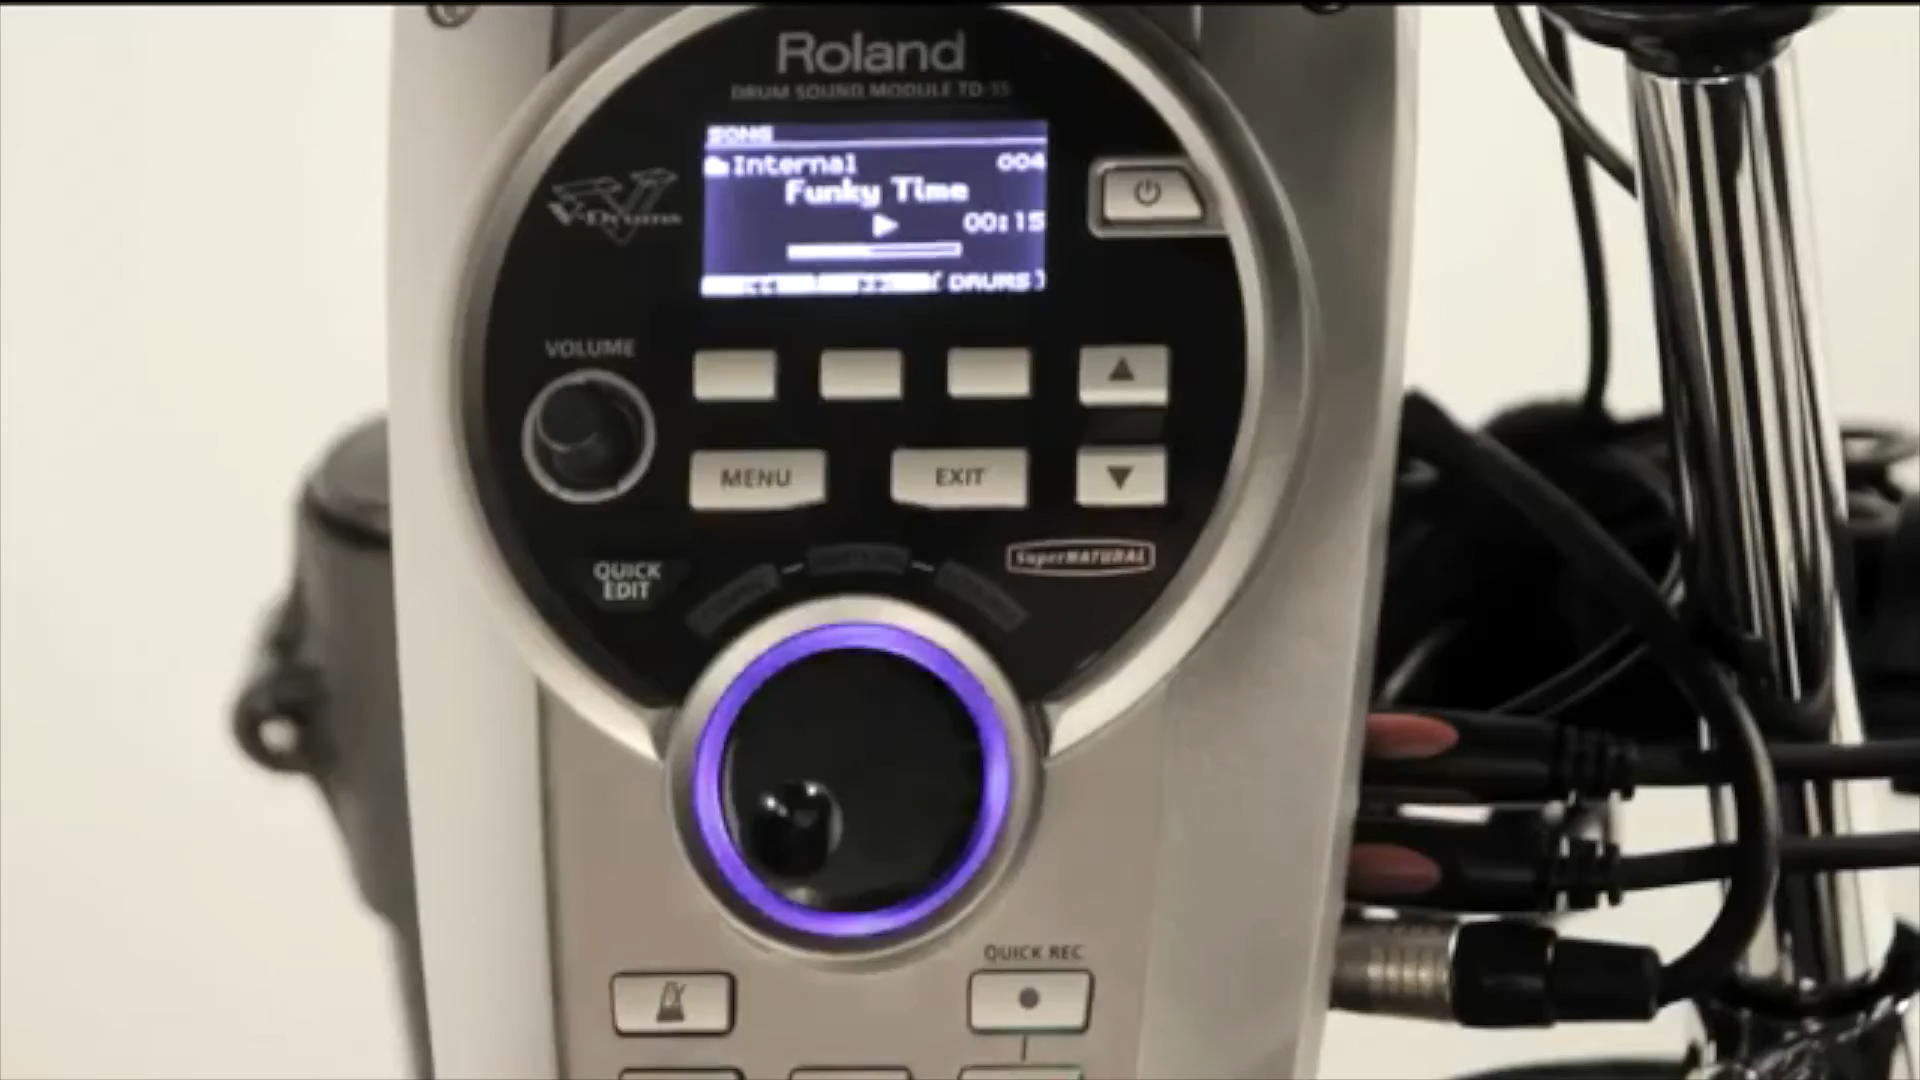 Roland
DRUM SOUND MODULE TD-15
SONG
Internal 004
Funky Time
00:15
<< >> [DRUMS]
V-Drums
VOLUME
MENU EXIT
SuperNATURAL
QUICK
EDIT
QUICK REC